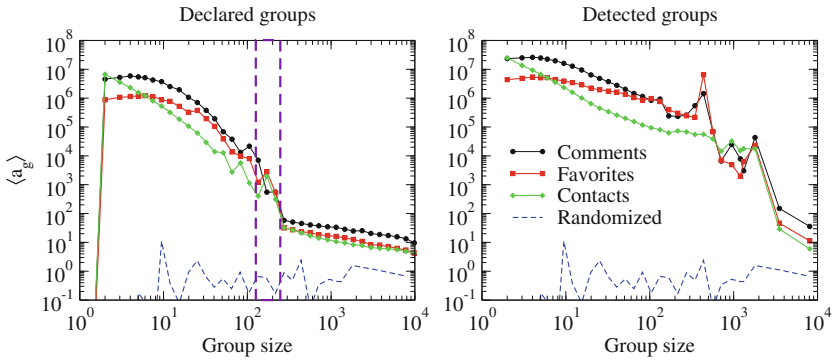 Declared groups
Detected groups
10^8
10^7
10^6
10^5
10^4
10^3
10^2
10^1
10^0
10^-1
⟨a_g⟩
10^0 10^1 10^2 10^3 10^4
Group size
10^8
10^7
10^6
10^5
10^4
10^3
10^2
10^1
10^0
10^-1
Comments
Favorites
Contacts
Randomized
10^0 10^1 10^2 10^3 10^4
Group size